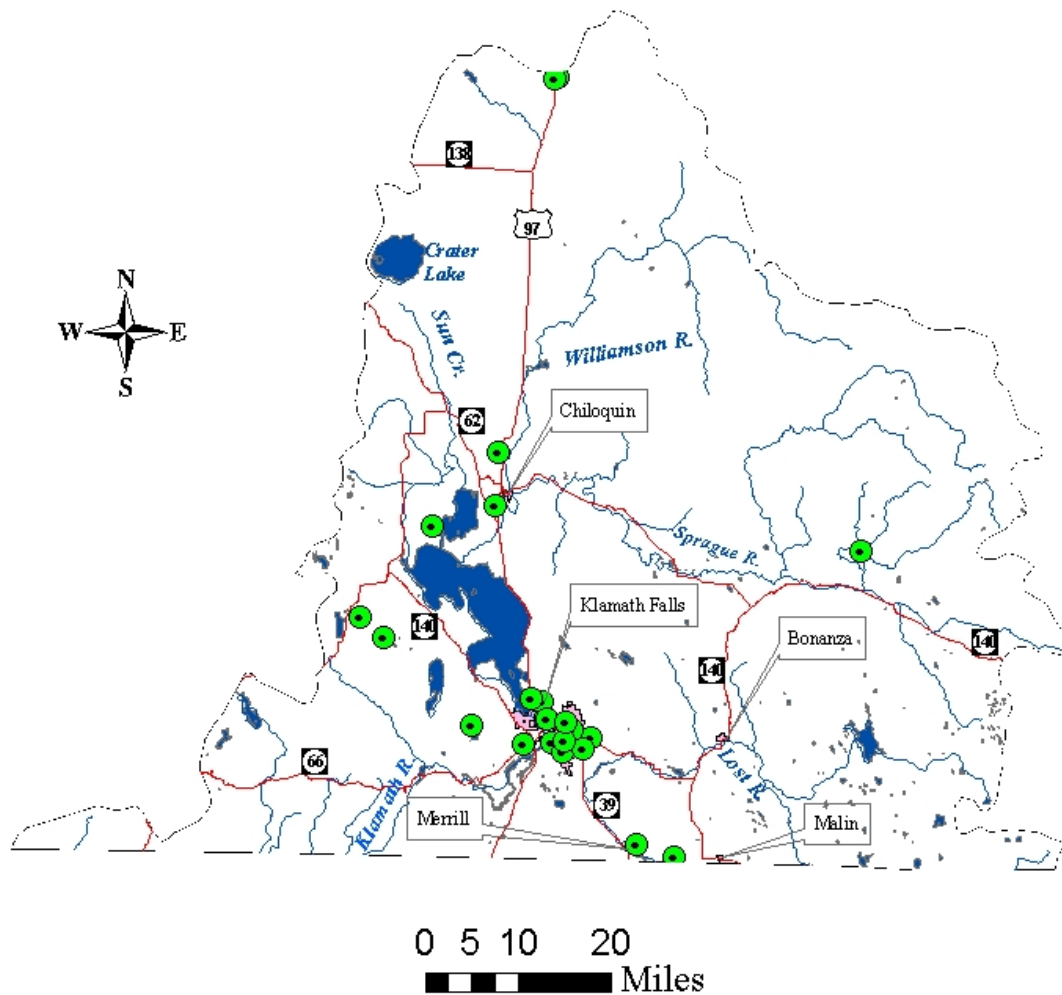 138
97
Crater
Lake
N
W E
S
Sun Cr.
Williamson R.
Chiloquin
62
Sprague R.
Klamath Falls
140
Bonanza
140
140
66
Klamath R.
Lost R.
39
Merrill
Malin
0 5 10 20
Miles